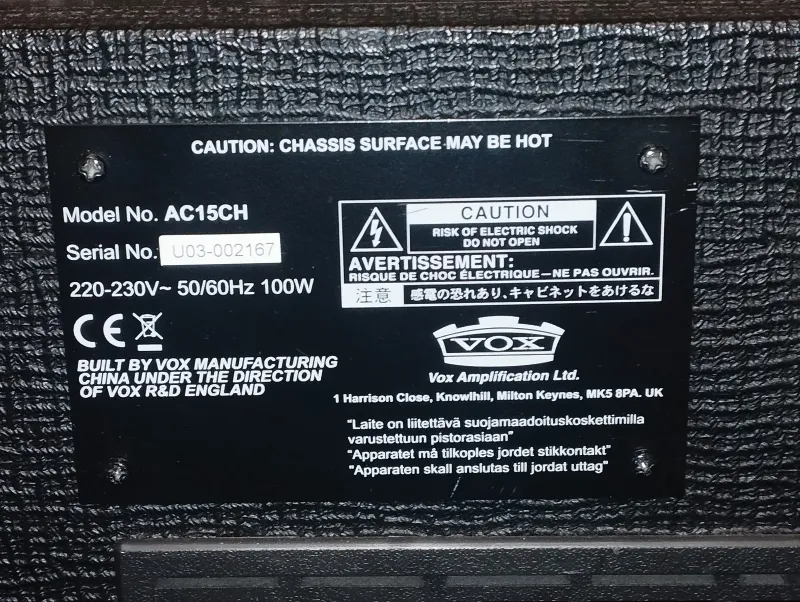 CAUTION: CHASSIS SURFACE MAY BE HOT
Model No. AC15CH
Serial No. U03-002167
220-230V~ 50/60Hz 100W
CE
BUILT BY VOX MANUFACTURING
CHINA UNDER THE DIRECTION
OF VOX R&D ENGLAND
CAUTION
RISK OF ELECTRIC SHOCK
DO NOT OPEN
AVERTISSEMENT:
RISQUE DE CHOC ÉLECTRIQUE—NE PAS OUVRIR.
注意 感電の恐れあり、キャビネットをあけるな
VOX
Vox Amplification Ltd.
1 Harrison Close, Knowlhill, Milton Keynes, MK5 8PA. UK
"Laite on liitettävä suojamaadoituskoskettimilla
varustettuun pistorasiaan"
"Apparatet må tilkoples jordet stikkontakt"
"Apparaten skall anslutas till jordat uttag"